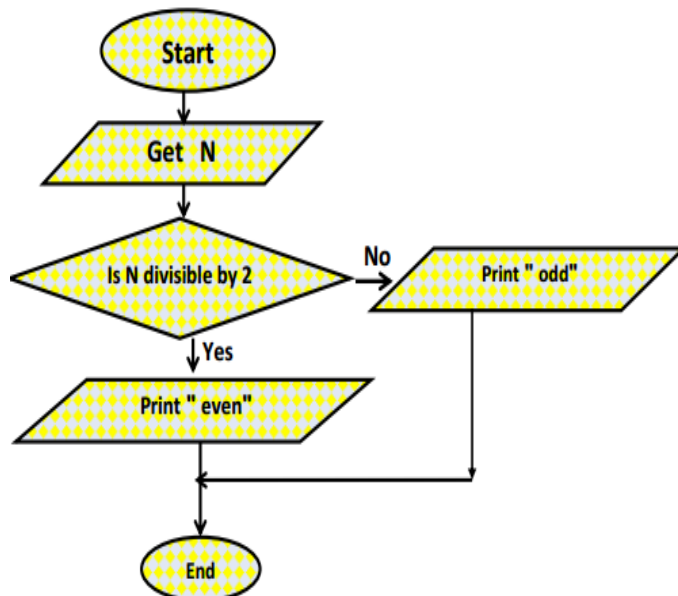 Start
Get N
Is N divisible by 2
No
Print " odd"
Yes
Print " even"
End